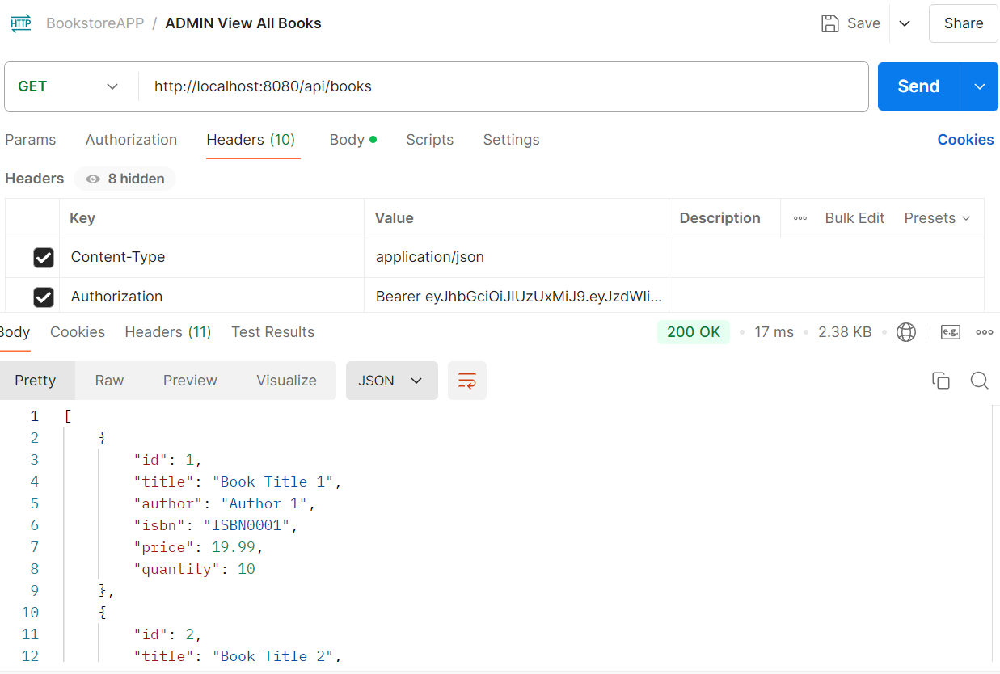 HTTP BookstoreAPP / ADMIN View All Books Save Share
GET http://localhost:8080/api/books Send
Params Authorization Headers (10) Body Scripts Settings Cookies
Headers 8 hidden
Key Value Description Bulk Edit Presets
Content-Type application/json
Authorization Bearer eyJhbGciOiJIUzUxMiJ9.eyJzdWIi...
Body Cookies Headers (11) Test Results 200 OK 17 ms 2.38 KB e.g.
Pretty Raw Preview Visualize JSON
1 [
2 {
3 "id": 1,
4 "title": "Book Title 1",
5 "author": "Author 1",
6 "isbn": "ISBN0001",
7 "price": 19.99,
8 "quantity": 10
9 },
10 {
11 "id": 2,
12 "title": "Book Title 2",